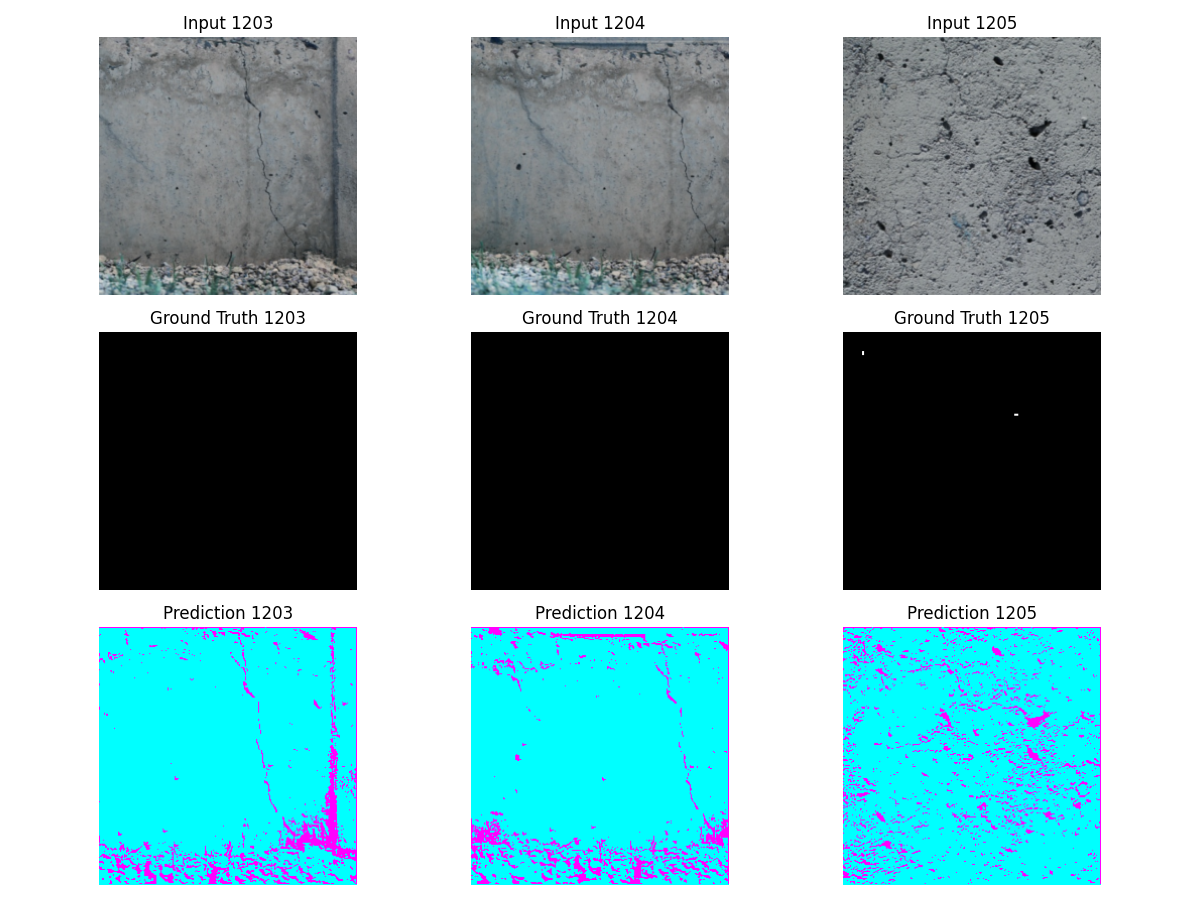 Input 1203
Input 1204
Input 1205
Ground Truth 1203
Ground Truth 1204
Ground Truth 1205
Prediction 1203
Prediction 1204
Prediction 1205